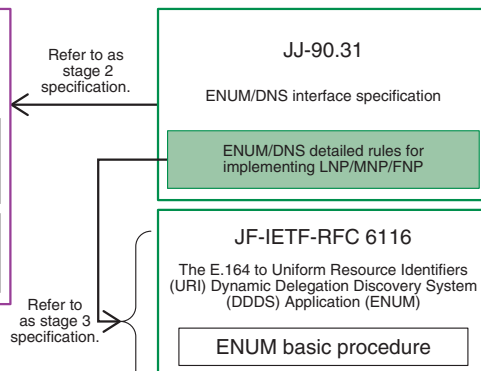 Refer to as
stage 2
specification.
JJ-90.31
ENUM/DNS interface specification
ENUM/DNS detailed rules for
implementing LNP/MNP/FNP
JF-IETF-RFC 6116
The E.164 to Uniform Resource Identifiers
(URI) Dynamic Delegation Discovery System
(DDDS) Application (ENUM)
Refer to
as stage 3
specification.
ENUM basic procedure